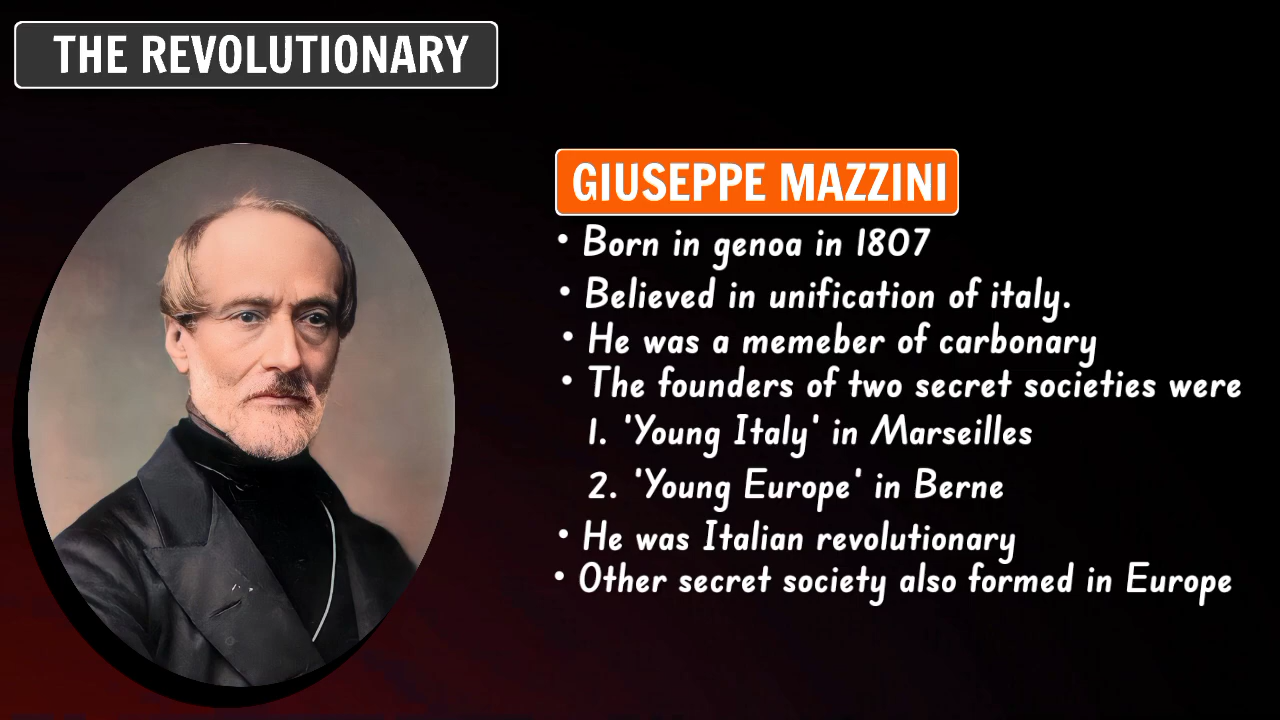 THE REVOLUTIONARY
GIUSEPPE MAZZINI
• Born in genoa in 1807
• Believed in unification of italy.
• He was a memeber of carbonary
• The founders of two secret societies were
1. 'Young Italy' in Marseilles
2. 'Young Europe' in Berne
• He was Italian revolutionary
• Other secret society also formed in Europe